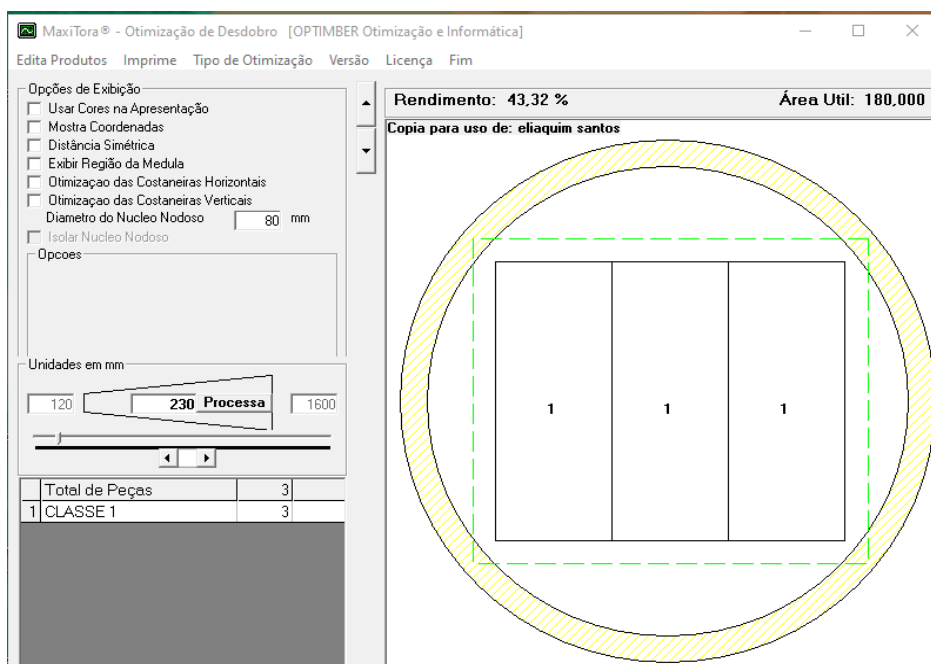 MaxiTora® - Otimização de Desdobro [OPTIMBER Otimização e Informática]
Edita Produtos Imprime Tipo de Otimização Versão Licença Fim
Opções de Exibição
Usar Cores na Apresentação
Mostra Coordenadas
Distância Simétrica
Exibir Região da Medula
Otimizaçao das Costaneiras Horizontais
Otimizaçao das Costaneiras Verticais
Diametro do Nucleo Nodoso 80 mm
Isolar Nucleo Nodoso
Opcoes
Unidades em mm
120 230 Processa 1600
Total de Peças 3
1 CLASSE 1 3
Rendimento: 43,32 % Área Util: 180,000
Copia para uso de: eliaquim santos
1 1 1